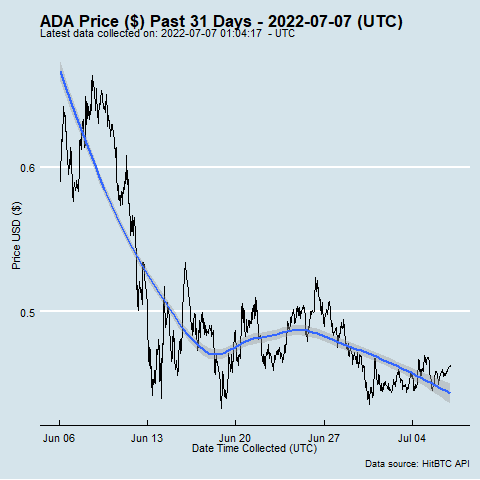 ADA Price ($) Past 31 Days - 2022-07-07 (UTC)
Latest data collected on: 2022-07-07 01:04:17 - UTC
0.6
Price USD ($)
0.5
Jun 06 Jun 13 Jun 20 Jun 27 Jul 04
Date Time Collected (UTC)
Data source: HitBTC API